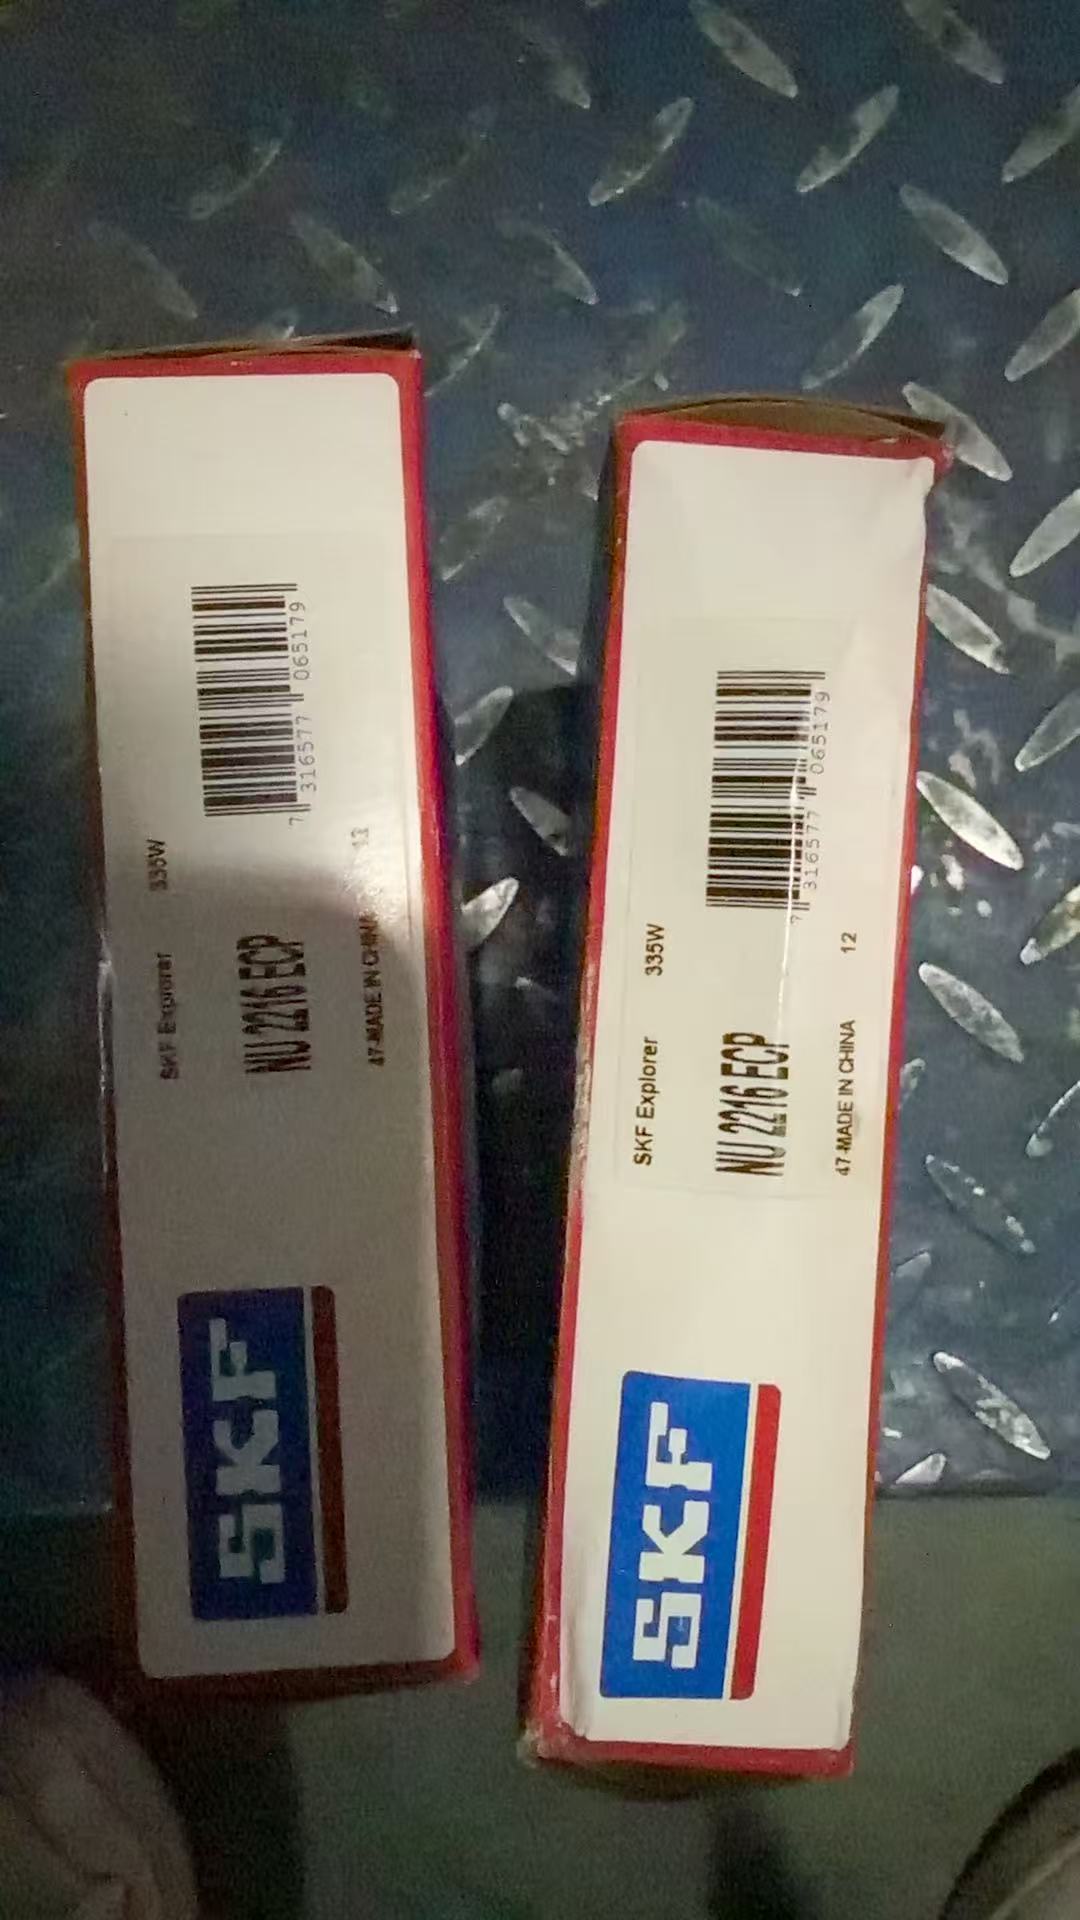 SKF Explorer 335W
NU 2216 ECP
47-MADE IN CHINA 12
7 316577 065179
SKF
SKF Explorer 335W
NU 2216 ECP
47-MADE IN CHINA 12
7 316577 065179
SKF